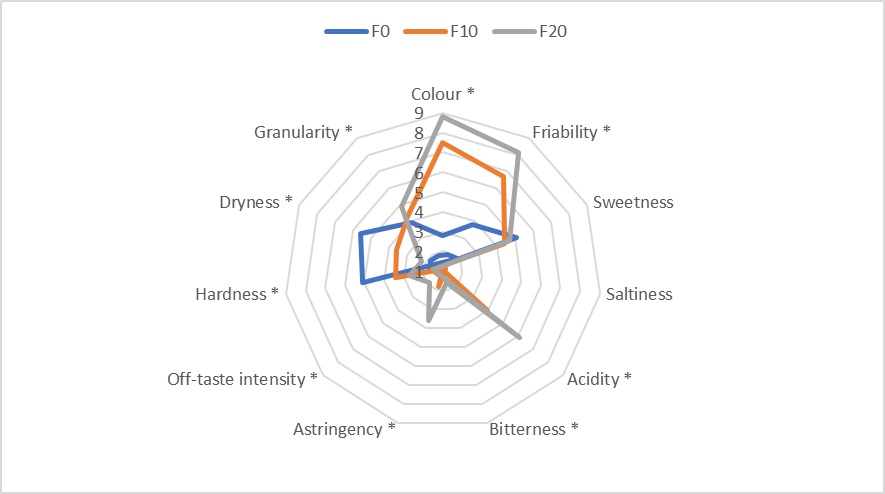 F0 F10 F20
Colour *
9
8
7
6
5
4
3
2
1
Granularity *
Friability *
Dryness *
Sweetness
Hardness *
Saltiness
Off-taste intensity *
Acidity *
Astringency *
Bitterness *